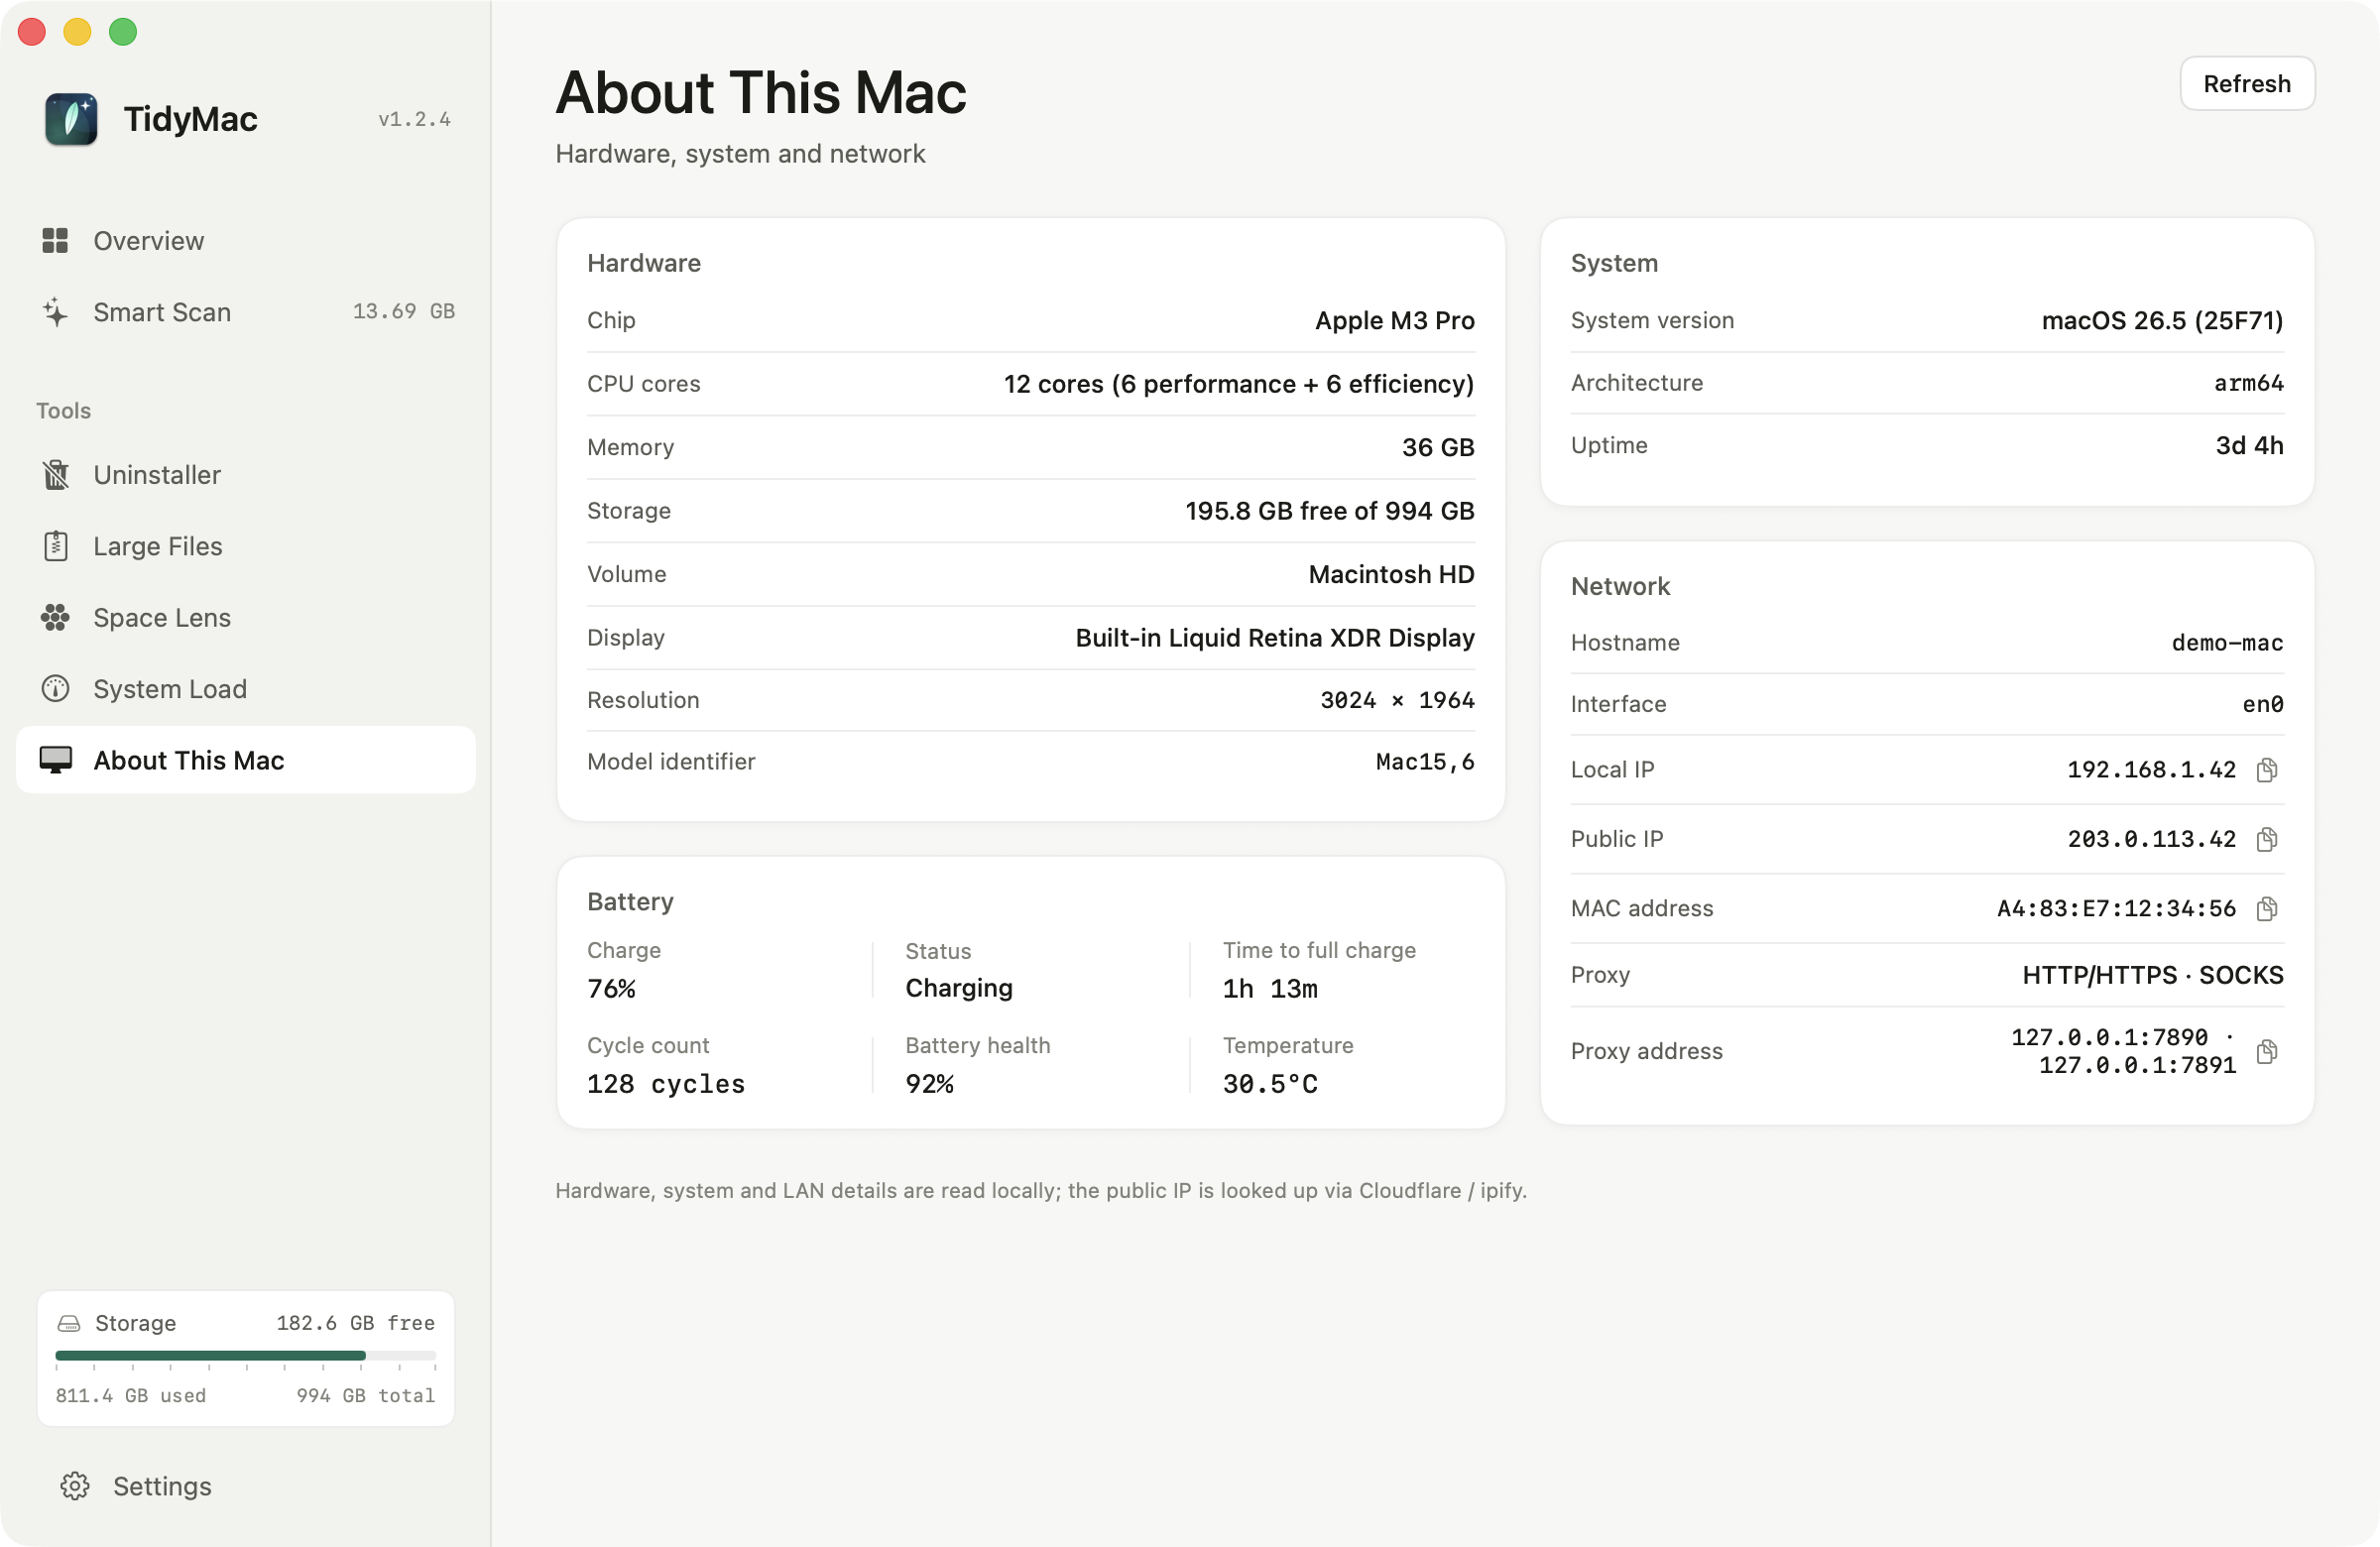 TidyMac v1.2.4
Overview
Smart Scan 13.69 GB
Tools
Uninstaller
Large Files
Space Lens
System Load
About This Mac
Storage 182.6 GB free
811.4 GB used 994 GB total
Settings
About This Mac
Hardware, system and network
Refresh
Hardware
Chip Apple M3 Pro
CPU cores 12 cores (6 performance + 6 efficiency)
Memory 36 GB
Storage 195.8 GB free of 994 GB
Volume Macintosh HD
Display Built-in Liquid Retina XDR Display
Resolution 3024 × 1964
Model identifier Mac15,6
Battery
Charge Status Time to full charge
76% Charging 1h 13m
Cycle count Battery health Temperature
128 cycles 92% 30.5°C
System
System version macOS 26.5 (25F71)
Architecture arm64
Uptime 3d 4h
Network
Hostname demo-mac
Interface en0
Local IP 192.168.1.42
Public IP 203.0.113.42
MAC address A4:83:E7:12:34:56
Proxy HTTP/HTTPS · SOCKS
Proxy address 127.0.0.1:7890 ·
127.0.0.1:7891
Hardware, system and LAN details are read locally; the public IP is looked up via Cloudflare / ipify.